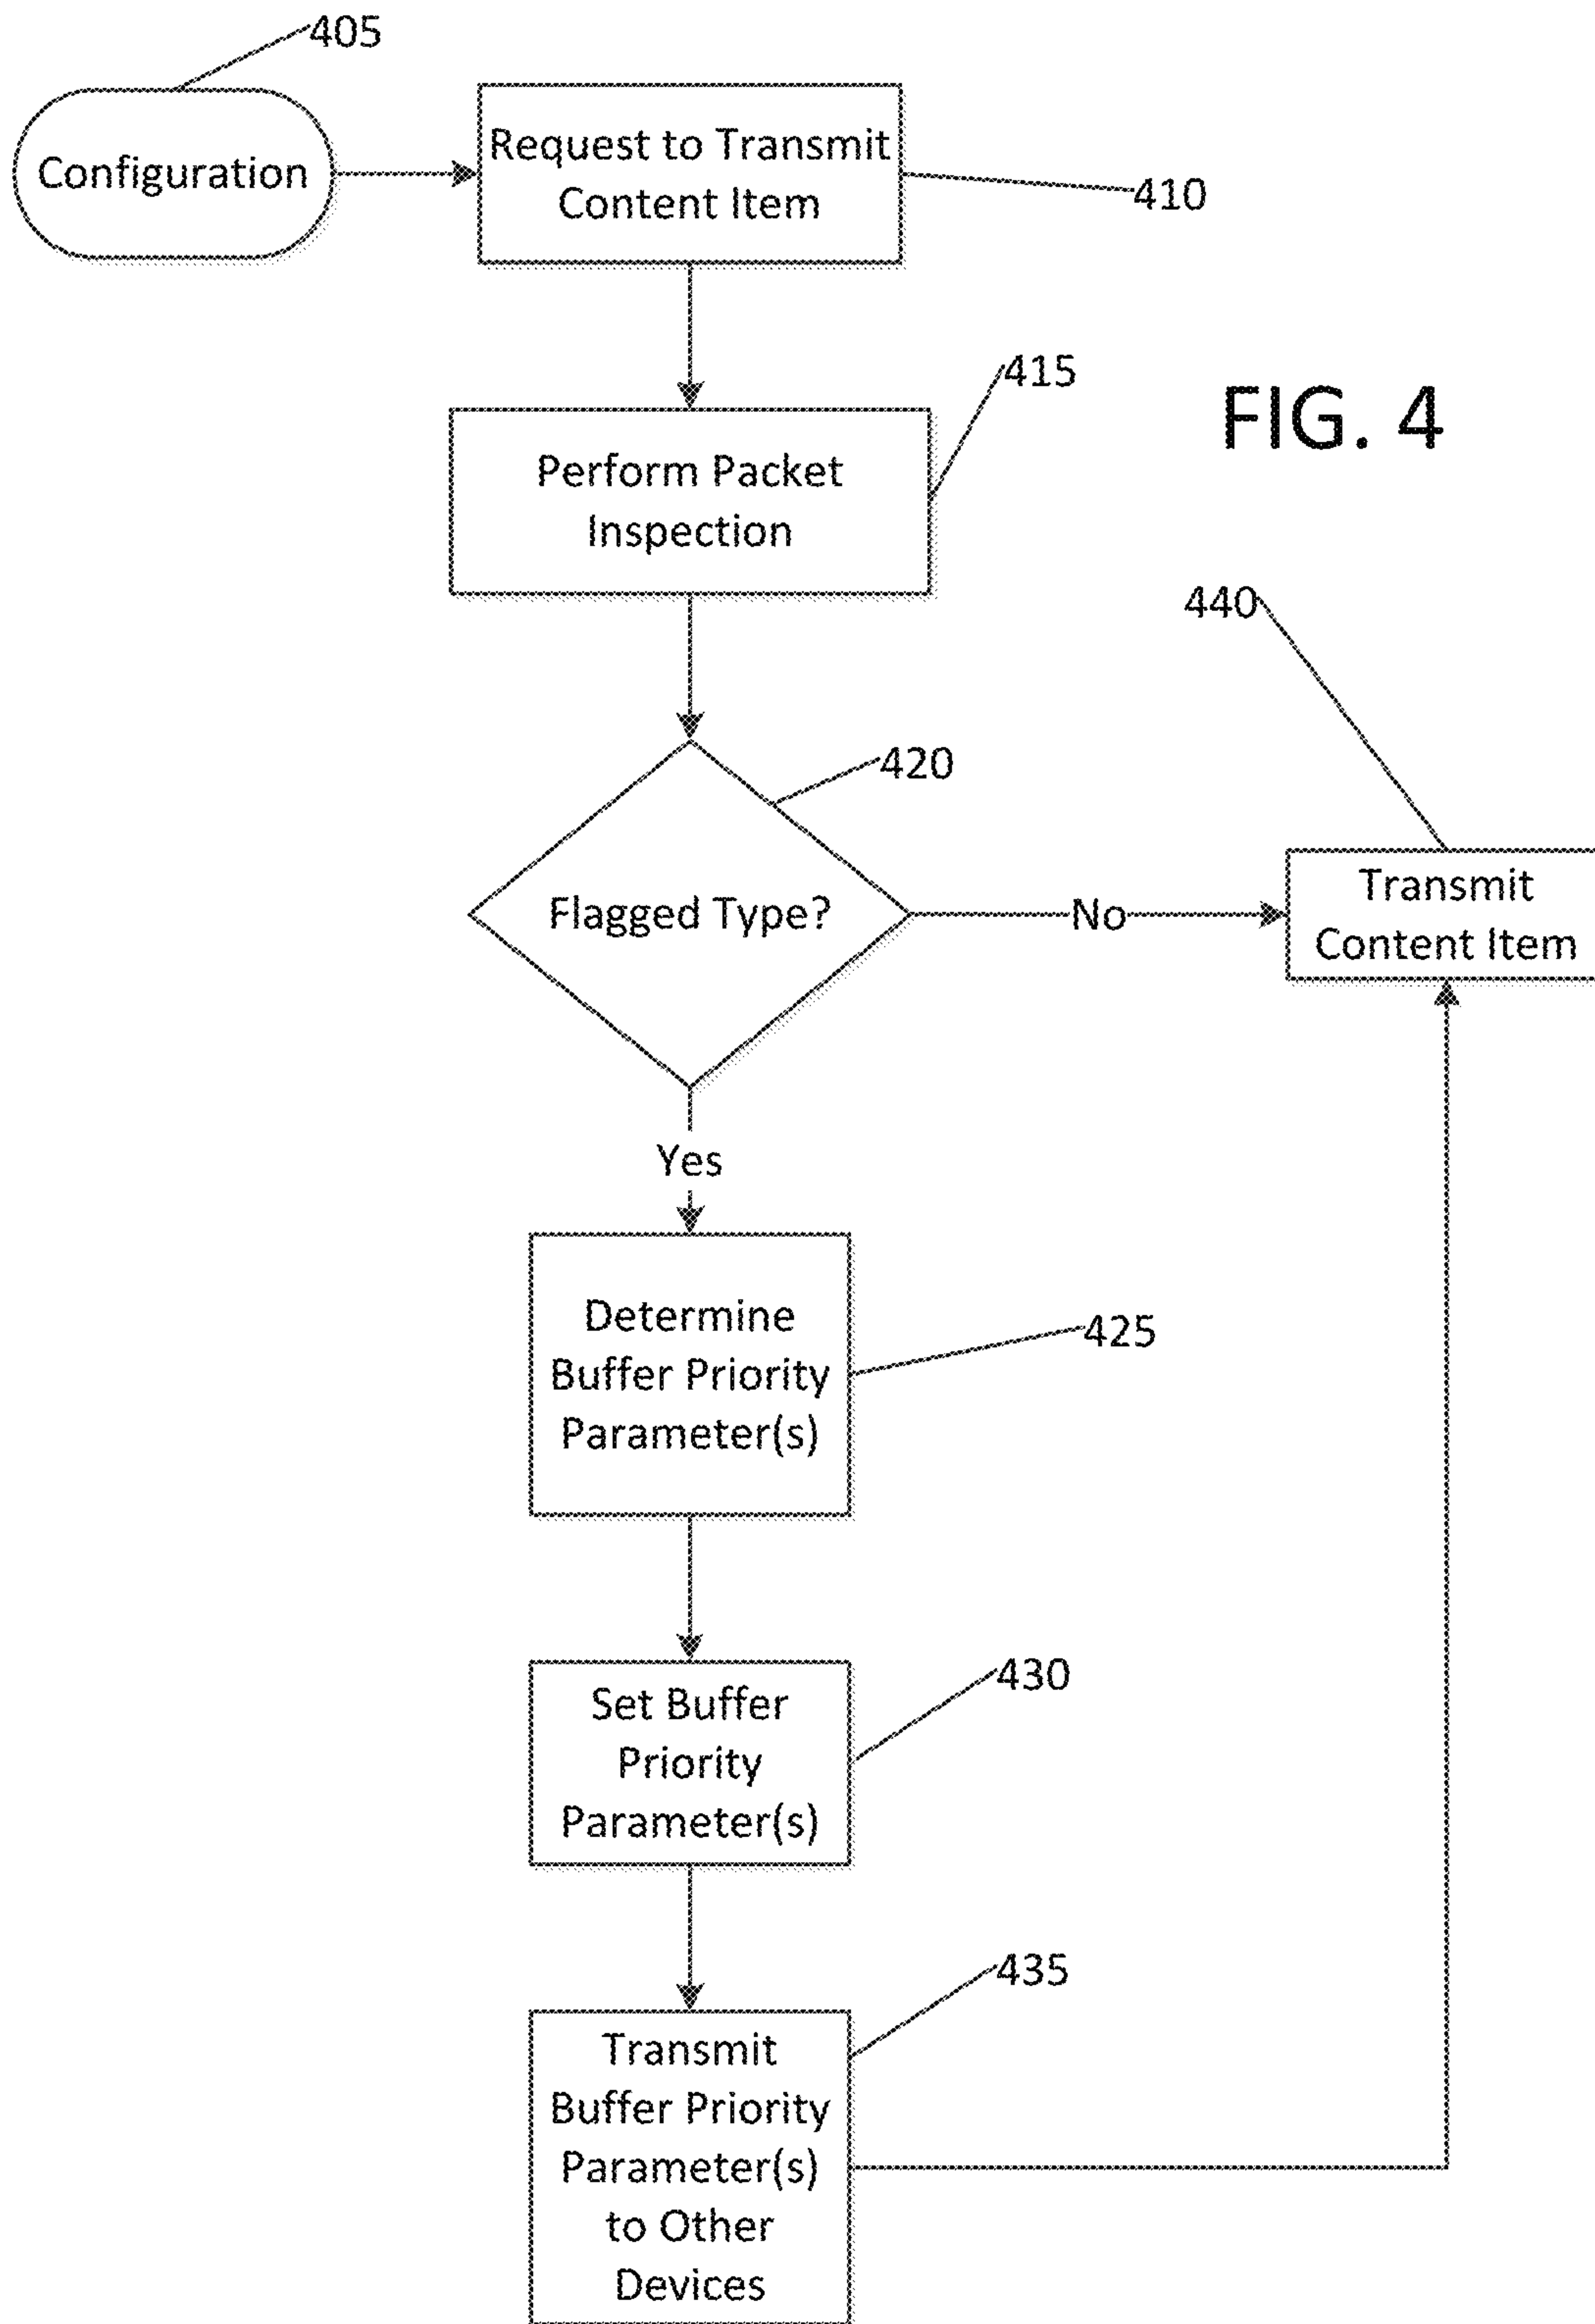 405
Configuration
Request to Transmit
Content Item
410
415
FIG. 4
Perform Packet
Inspection
440
420
Flagged Type?
No
Transmit
Content Item
Yes
Determine
Buffer Priority
Parameter(s)
425
Set Buffer
Priority
Parameter(s)
430
435
Transmit
Buffer Priority
Parameter(s)
to Other
Devices